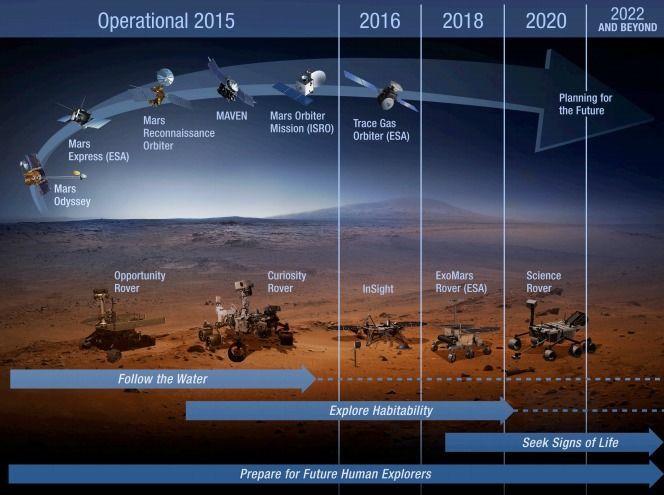 Operational 2015
2016
2018
2020
2022
AND BEYOND
Mars
Odyssey
Mars
Express (ESA)
Mars
Reconnaissance
Orbiter
MAVEN
Mars Orbiter
Mission (ISRO)
Trace Gas
Orbiter (ESA)
Planning for
the Future
Opportunity
Rover
Curiosity
Rover
InSight
ExoMars
Rover (ESA)
Science
Rover
Follow the Water
Explore Habitability
Seek Signs of Life
Prepare for Future Human Explorers